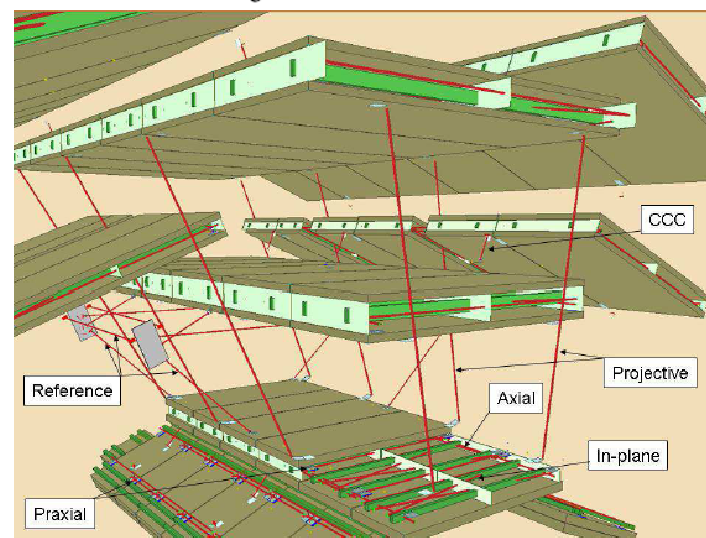 CCC
Projective
Reference
Axial
In-plane
Praxial